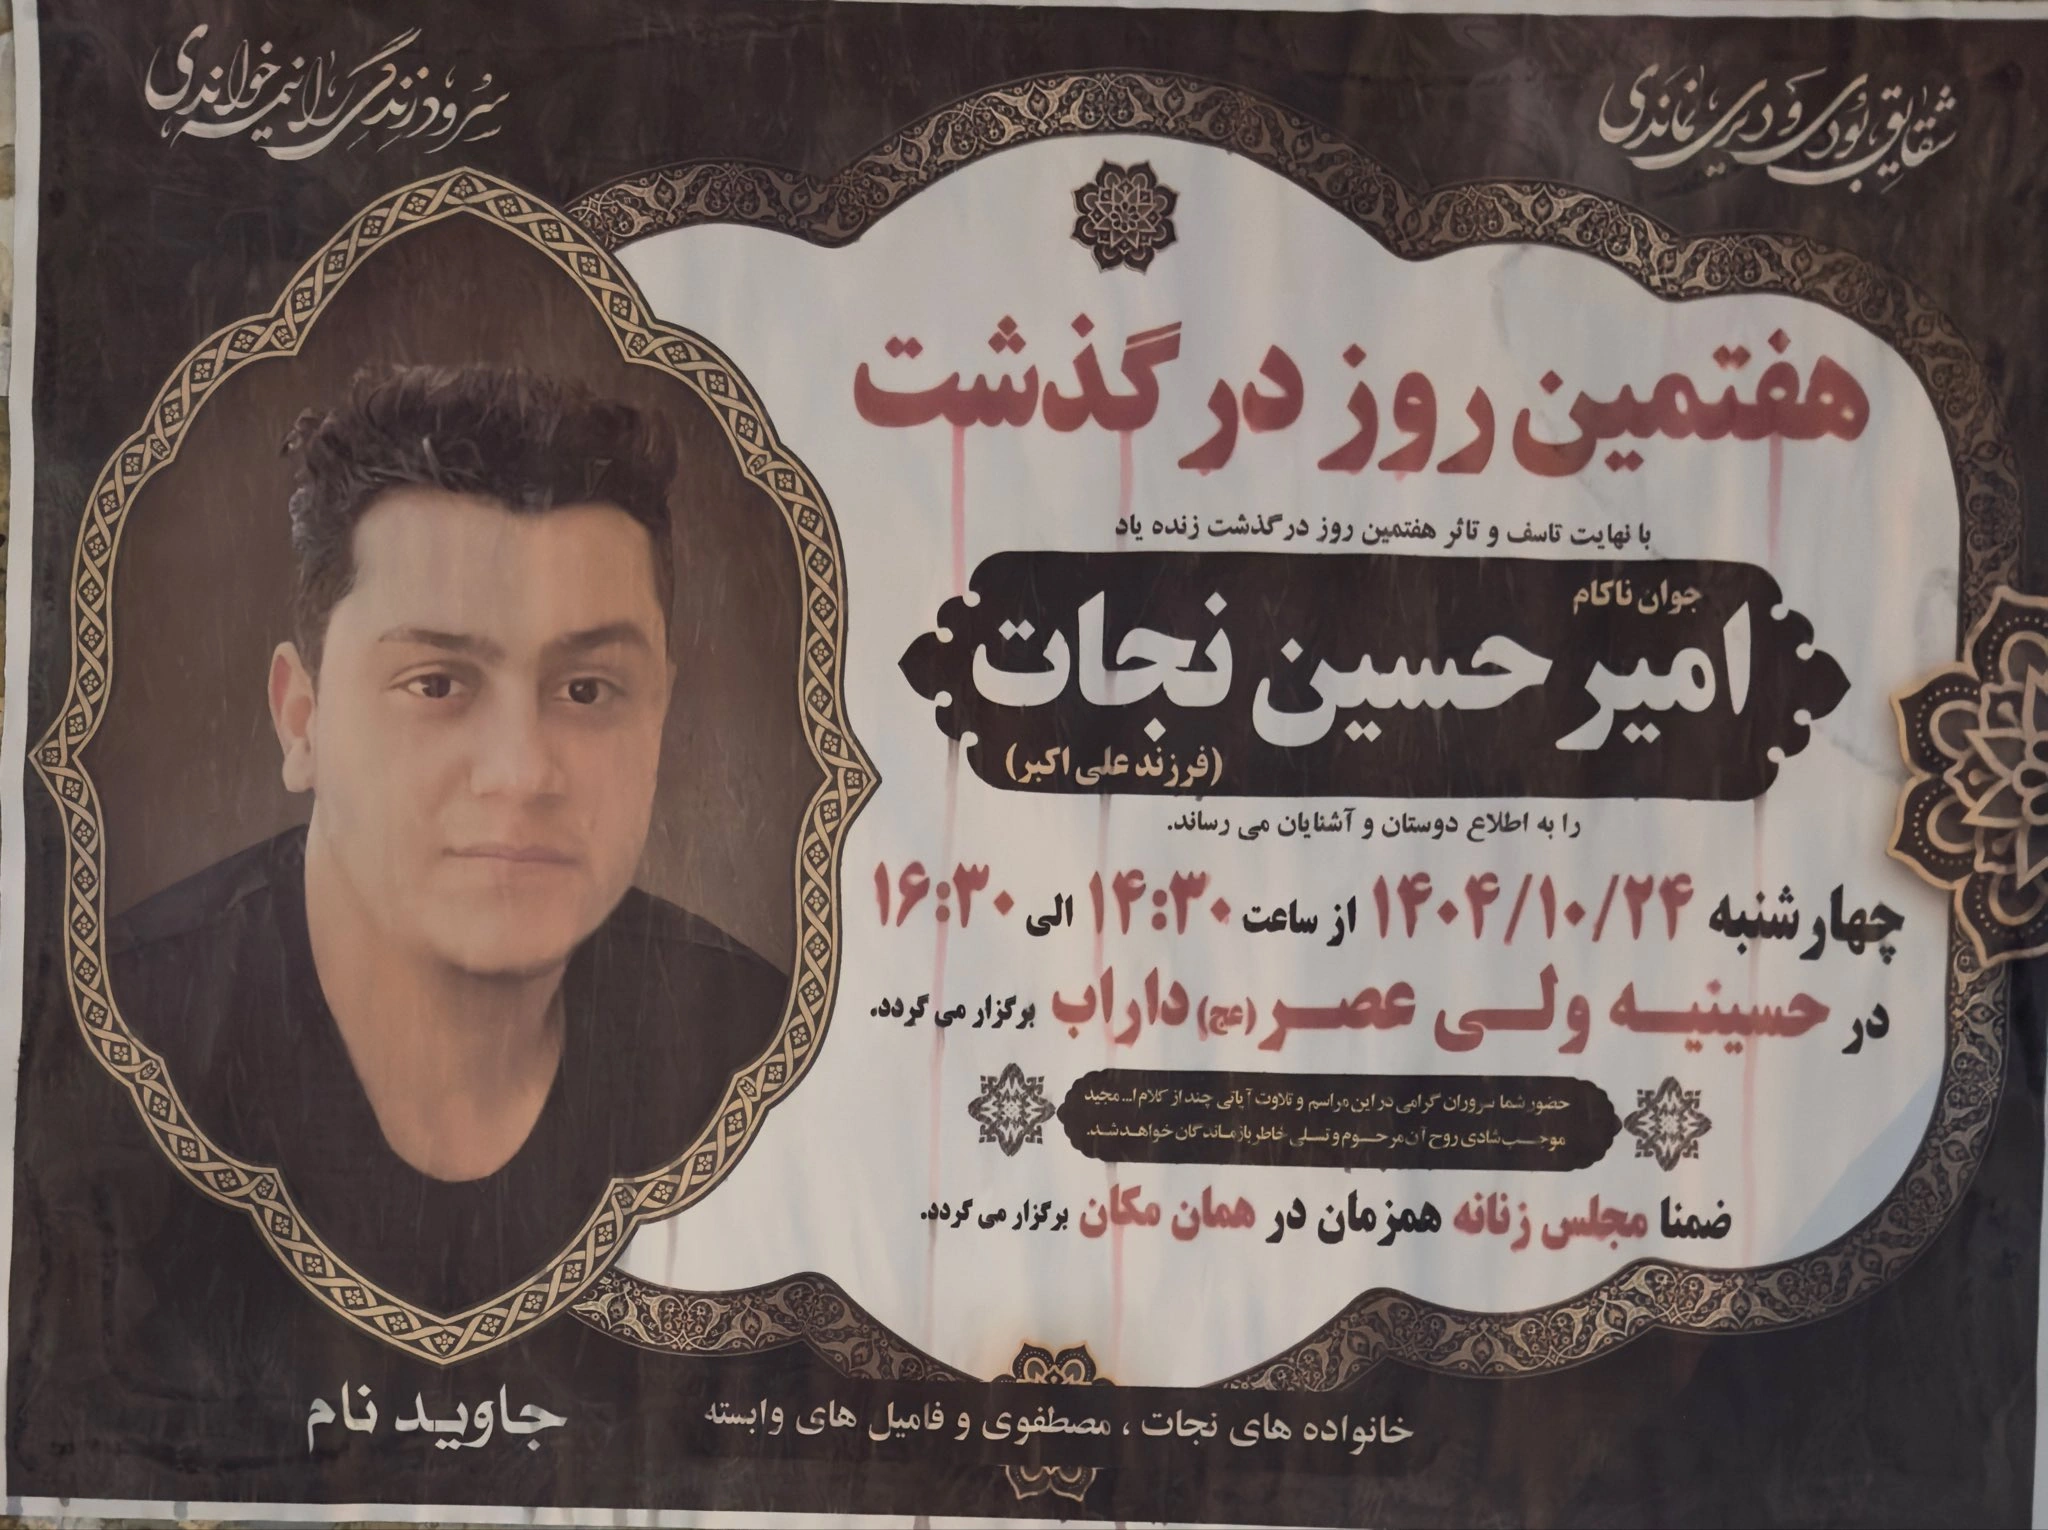 شقایق بودی و دیری نماندی
سرود زندگی را نیمه خواندی
هفتمین روز درگذشت
با نهایت تاسف و تاثر هفتمین روز درگذشت زنده یاد
جوان ناکام
امیر حسین نجات
(فرزند علی اکبر)
را به اطلاع دوستان و آشنایان می رساند.
چهارشنبه ۱۴۰۴/۱۰/۲۴ از ساعت ۱۴:۳۰ الی ۱۶:۳۰
در حسینیه ولی عصر (عج) داراب برگزار می گردد.
حضور شما سروران گرامی در این مراسم و تلاوت آیاتی چند از کلام ا... مجید
موجب شادی روح آن مرحوم و تسلی خاطر بازماندگان خواهد شد.
ضمنا مجلس زنانه همزمان در همان مکان برگزار می گردد.
خانواده های نجات ، مصطفوی و فامیل های وابسته
جاوید نام